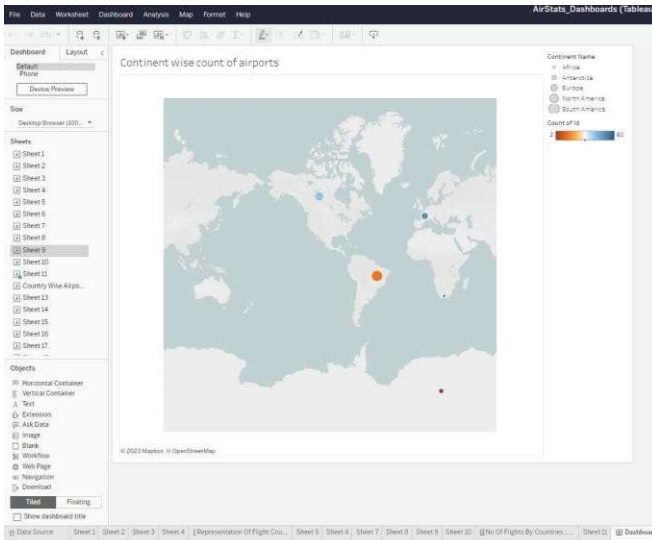 File Data Worksheet Dashboard Analysis Map Format Help
AirStats_Dashboards (Tableau
Dashboard Layout
Default
Phone
Device Preview
Size
Desktop Browser (100...
Sheets
Sheet 1
Sheet 2
Sheet 3
Sheet 4
Sheet 5
Sheet 6
Sheet 7
Sheet 8
Sheet 9
Sheet 10
Sheet 11
Country Wise Airpo...
Sheet 13
Sheet 14
Sheet 15
Sheet 16
Sheet 17
Objects
Horizontal Container
Vertical Container
A Text
Extension
Ask Data
Image
Blank
Workflow
Web Page
Navigation
Download
Tiled Floating
Show dashboard title
Continent wise count of airports
© 2023 Mapbox © OpenStreetMap
Continent Name
Africa
Antarctica
Europe
North America
South America
Count of Id
2 60
Data Source Sheet 1 Sheet 2 Sheet 3 Sheet 4 Representation Of Flight Cou... Sheet 5 Sheet 6 Sheet 7 Sheet 8 Sheet 9 Sheet 10 No Of Flights By Countries ... Sheet 11 Dashboar